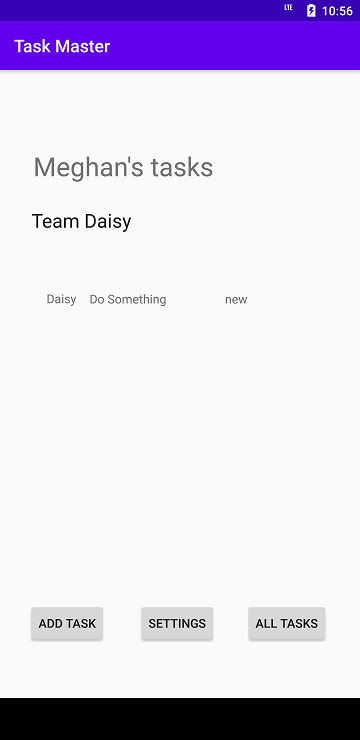 LTE 10:56
Task Master
Meghan's tasks
Team Daisy
Daisy Do Something new
ADD TASK SETTINGS ALL TASKS